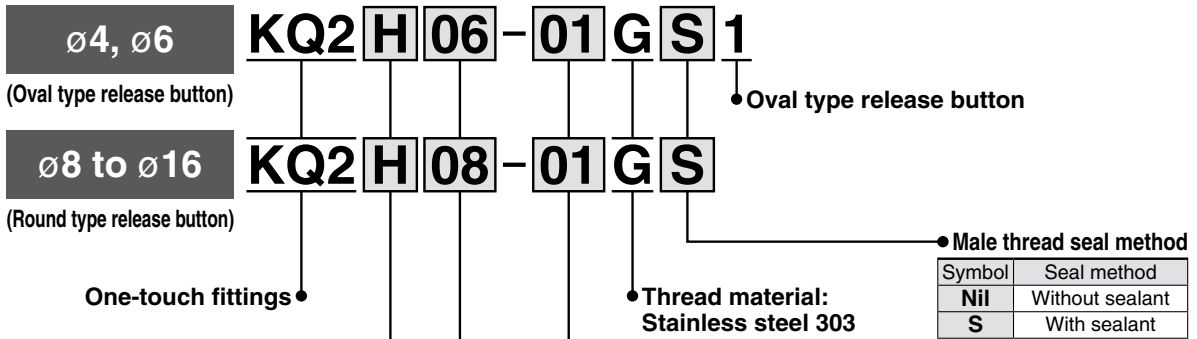 ø4, ø6 KQ2 H 06 - 01 G S 1
(Oval type release button)
Oval type release button
ø8 to ø16 KQ2 H 08 - 01 G S
(Round type release button)
Male thread seal method
Symbol Seal method
Nil Without sealant
S With sealant
One-touch fittings
Thread material:
Stainless steel 303